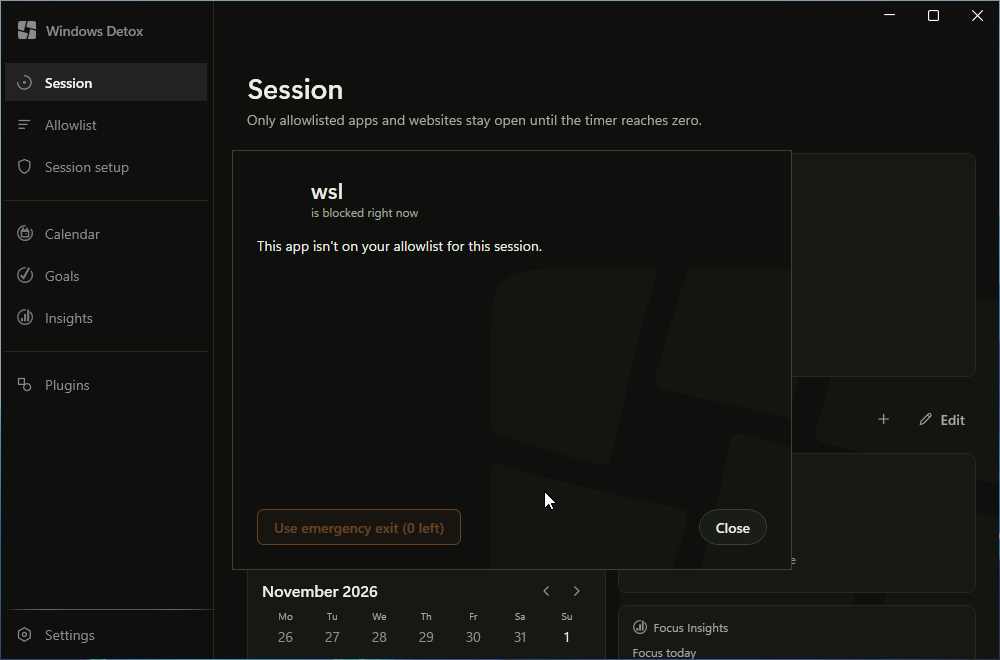 Windows Detox
Session
Allowlist
Session setup
Calendar
Goals
Insights
Plugins
Settings
Session
Only allowlisted apps and websites stay open until the timer reaches zero.
wsl
is blocked right now
This app isn't on your allowlist for this session.
Use emergency exit (0 left)
Close
Edit
November 2026
Mo Tu We Th Fr Sa Su
26 27 28 29 30 31 1
Focus Insights
Focus today